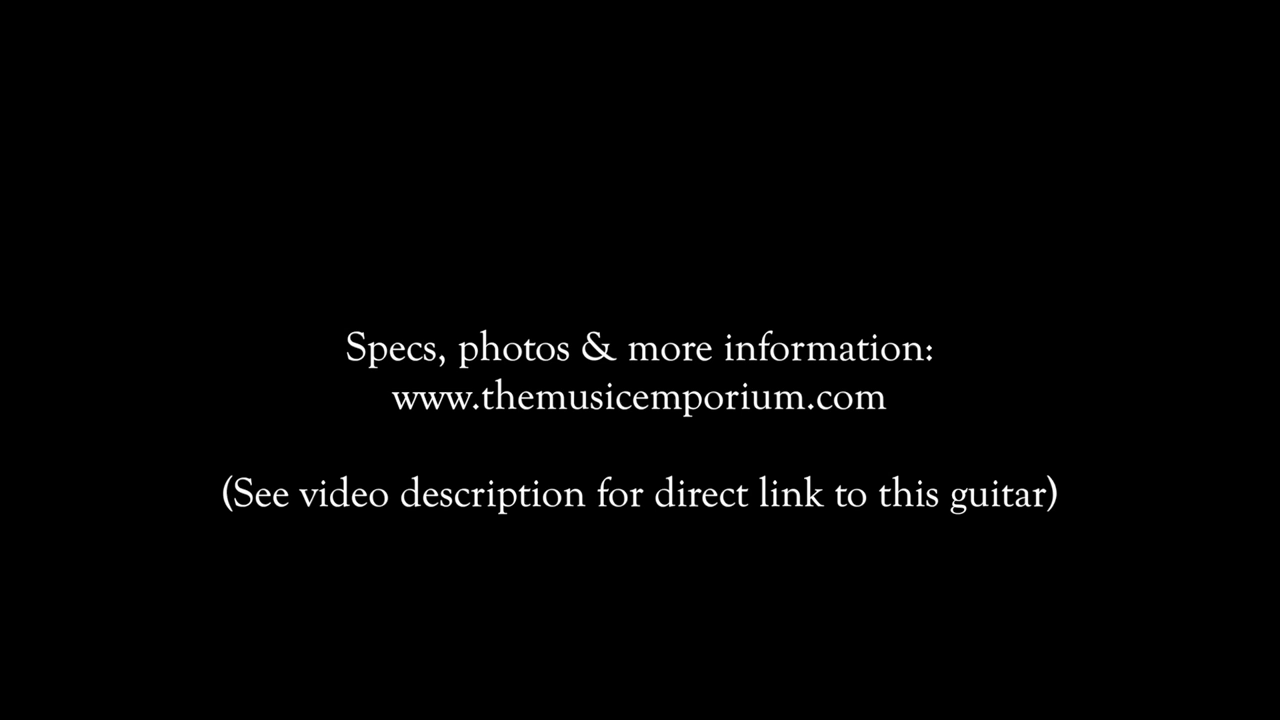 Specs, photos & more information:
www.themusicemporium.com
(See video description for direct link to this guitar)